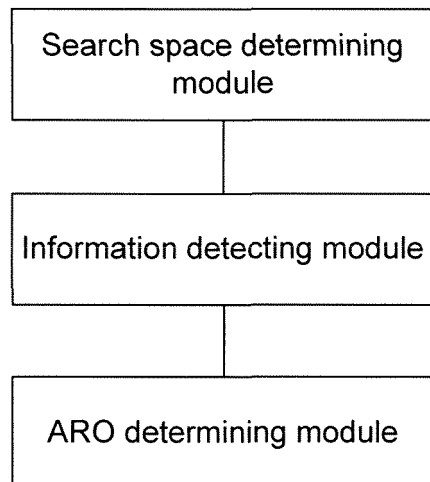 Search space determining
module
Information detecting module
ARO determining module